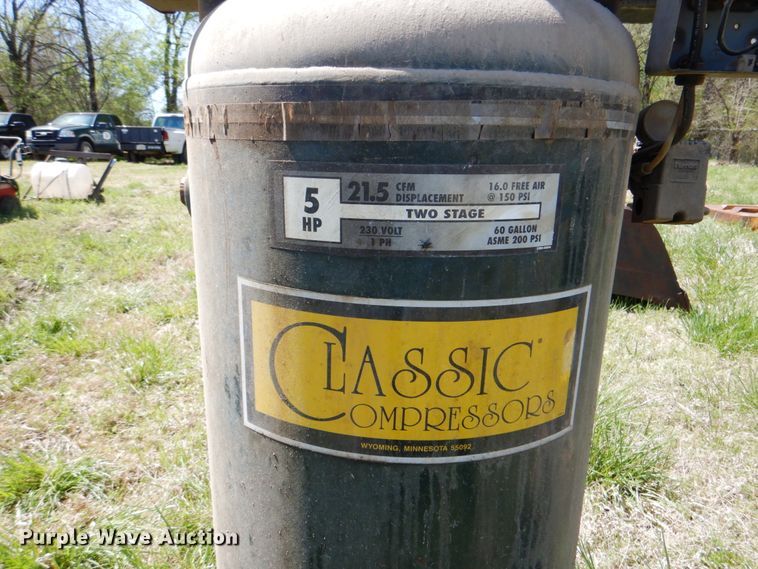 5 HP
21.5 CFM DISPLACEMENT
16.0 FREE AIR @ 150 PSI
TWO STAGE
230 VOLT
1 PH
60 GALLON
ASME 200 PSI
CLASSIC
COMPRESSORS
WYOMING, MINNESOTA 55092
Purple Wave Auction